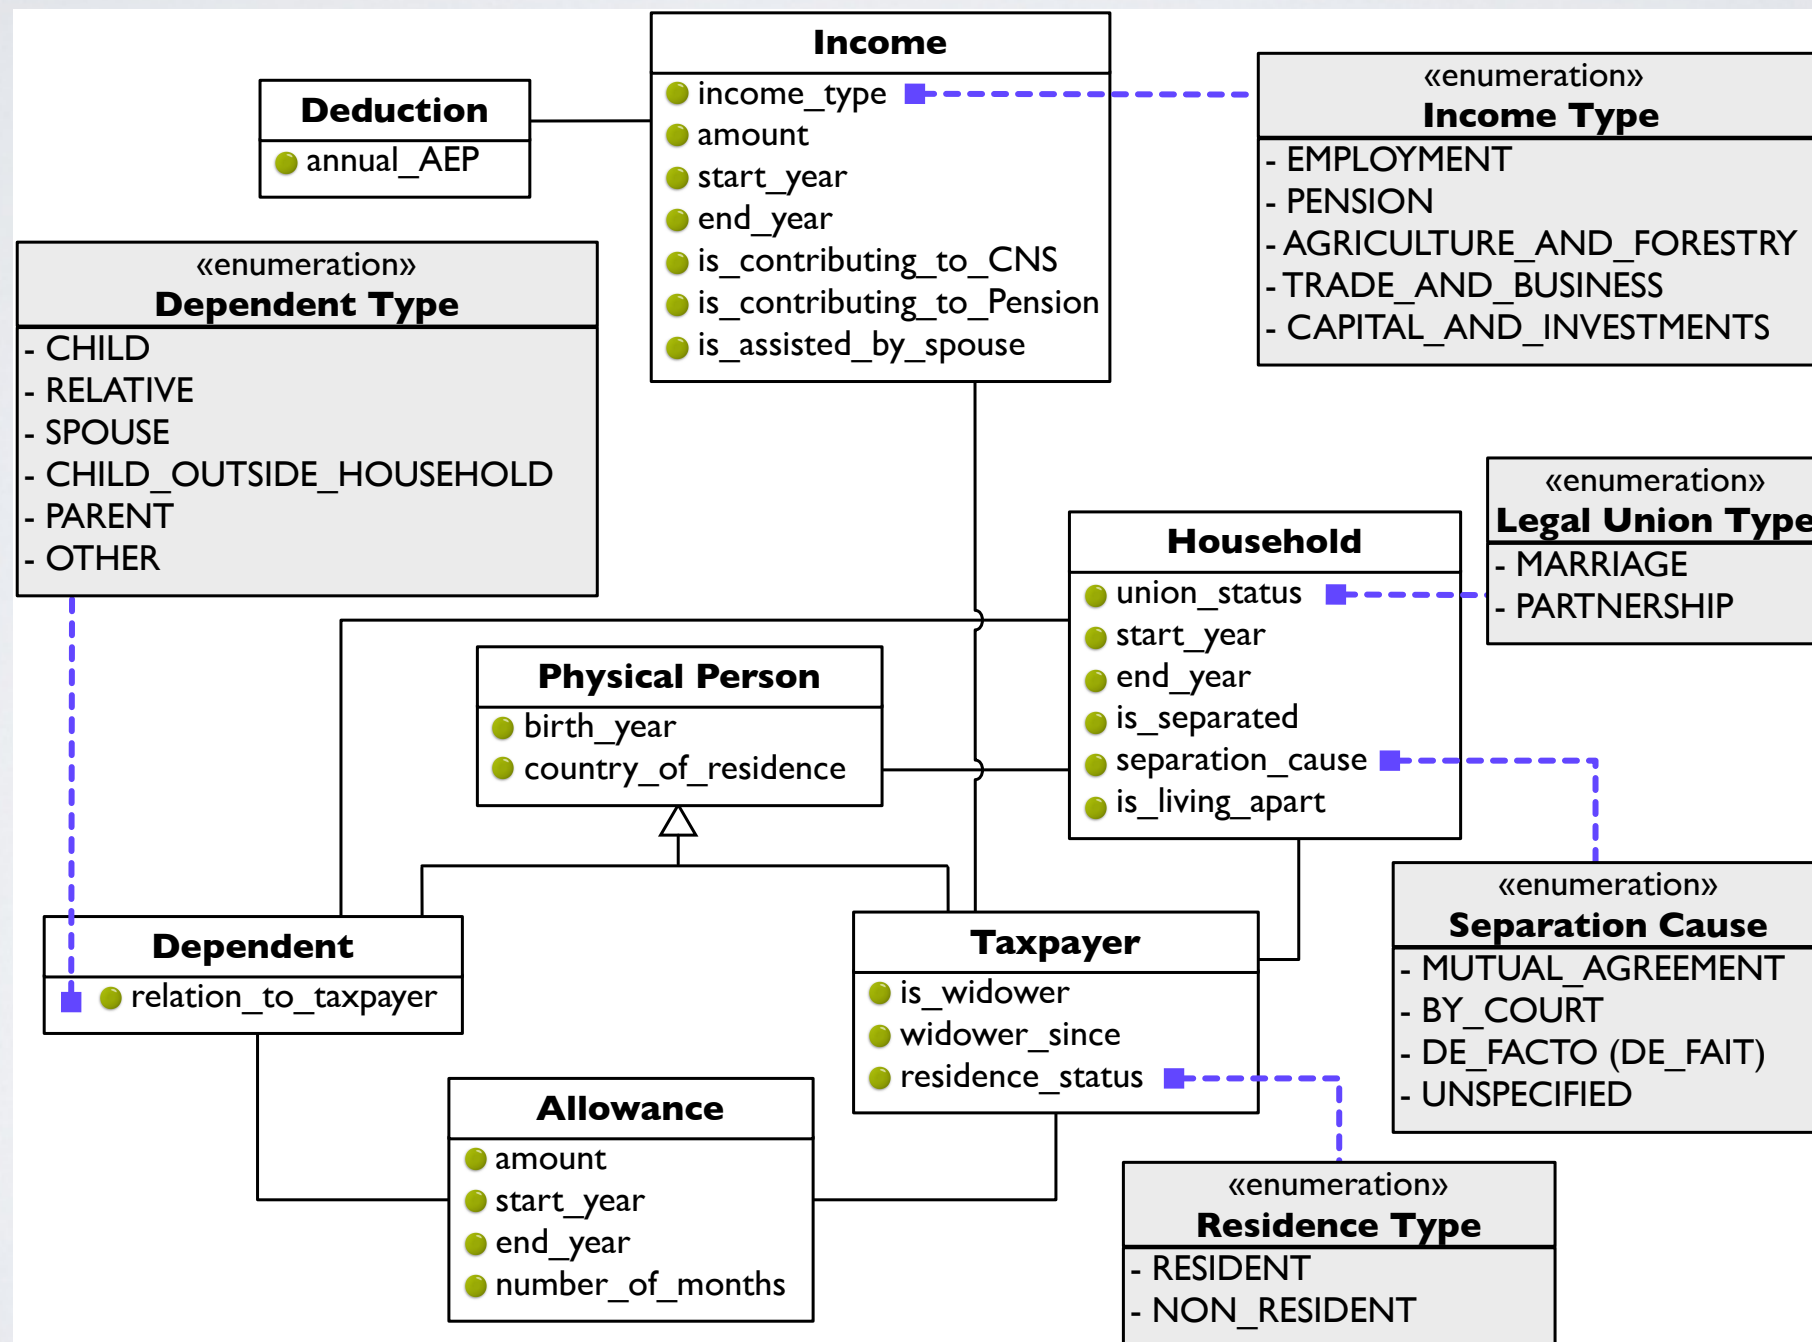 Income
income_type
amount
start_year
end_year
is_contributing_to_CNS
is_contributing_to_Pension
is_assisted_by_spouse
Deduction
annual_AEP
«enumeration»
Income Type
- EMPLOYMENT
- PENSION
- AGRICULTURE_AND_FORESTRY
- TRADE_AND_BUSINESS
- CAPITAL_AND_INVESTMENTS
«enumeration»
Dependent Type
- CHILD
- RELATIVE
- SPOUSE
- CHILD_OUTSIDE_HOUSEHOLD
- PARENT
- OTHER
«enumeration»
Legal Union Type
- MARRIAGE
- PARTNERSHIP
Household
union_status
start_year
end_year
is_separated
separation_cause
is_living_apart
Physical Person
birth_year
country_of_residence
«enumeration»
Separation Cause
- MUTUAL_AGREEMENT
- BY_COURT
- DE_FACTO (DE_FAIT)
- UNSPECIFIED
Dependent
relation_to_taxpayer
Taxpayer
is_widower
widower_since
residence_status
Allowance
amount
start_year
end_year
number_of_months
«enumeration»
Residence Type
- RESIDENT
- NON_RESIDENT